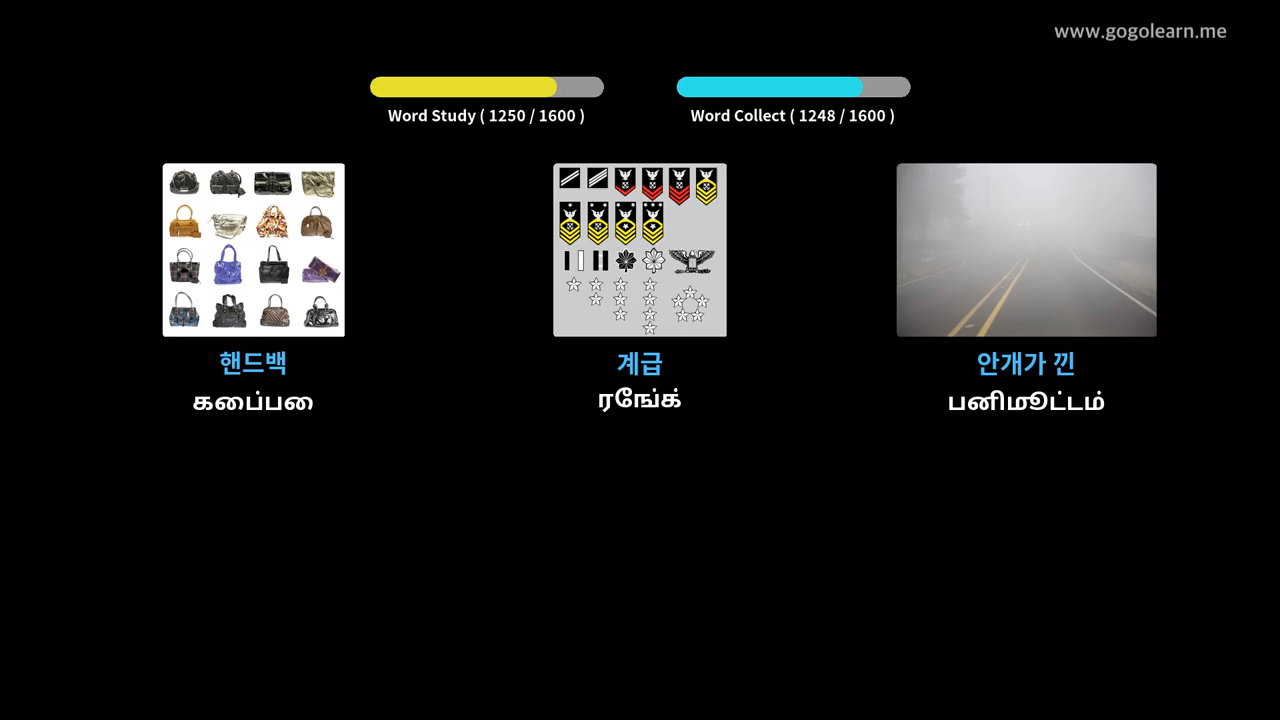 www.gogolearn.me
Word Study ( 1250 / 1600 )
Word Collect ( 1248 / 1600 )
핸드백
계급
안개가 낀
கைப்பை
ரேங்க்
பனிமூட்டம்